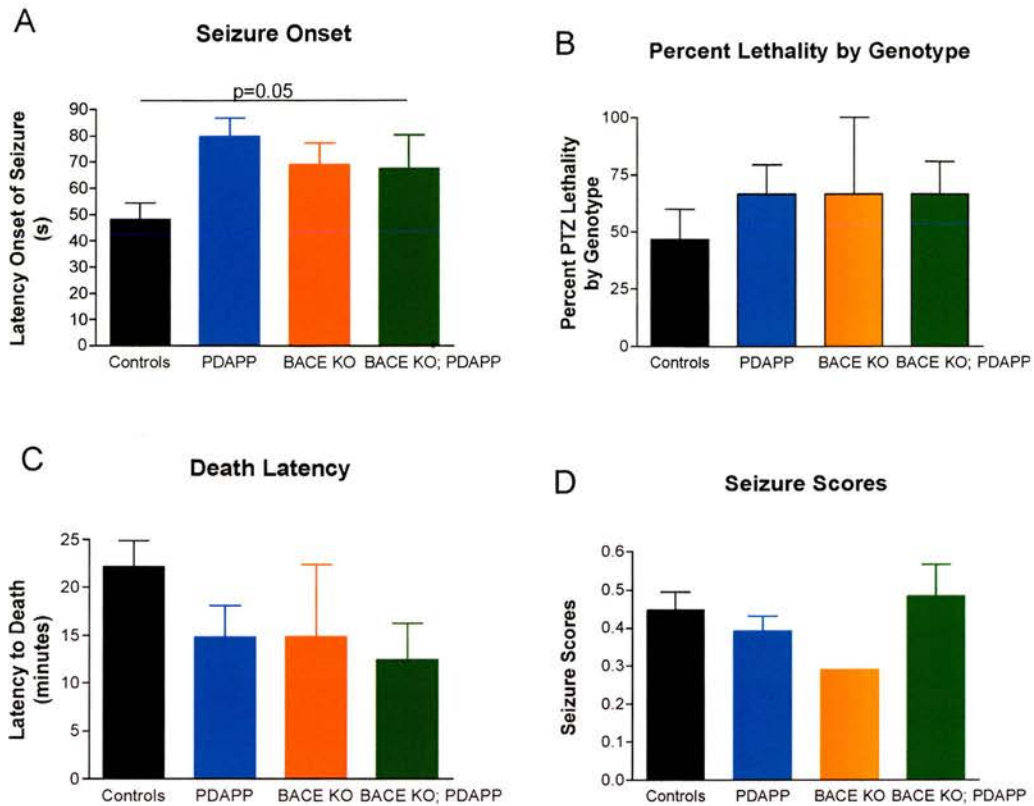 A
Seizure Onset
p=0.05
Latency Onset of Seizure
(s)
90
80
70
60
50
40
30
20
10
0
Controls
PDAPP
BACE KO
BACE KO; PDAPP
B
Percent Lethality by Genotype
Percent PTZ Lethality
by Genotype
100
75
50
25
0
Controls
PDAPP
BACE KO
BACE KO; PDAPP
C
Death Latency
Latency to Death
(minutes)
25
20
15
10
5
0
Controls
PDAPP
BACE KO
BACE KO; PDAPP
D
Seizure Scores
Seizure Scores
0.6
0.5
0.4
0.3
0.2
0.1
0.0
Controls
PDAPP
BACE KO
BACE KO; PDAPP